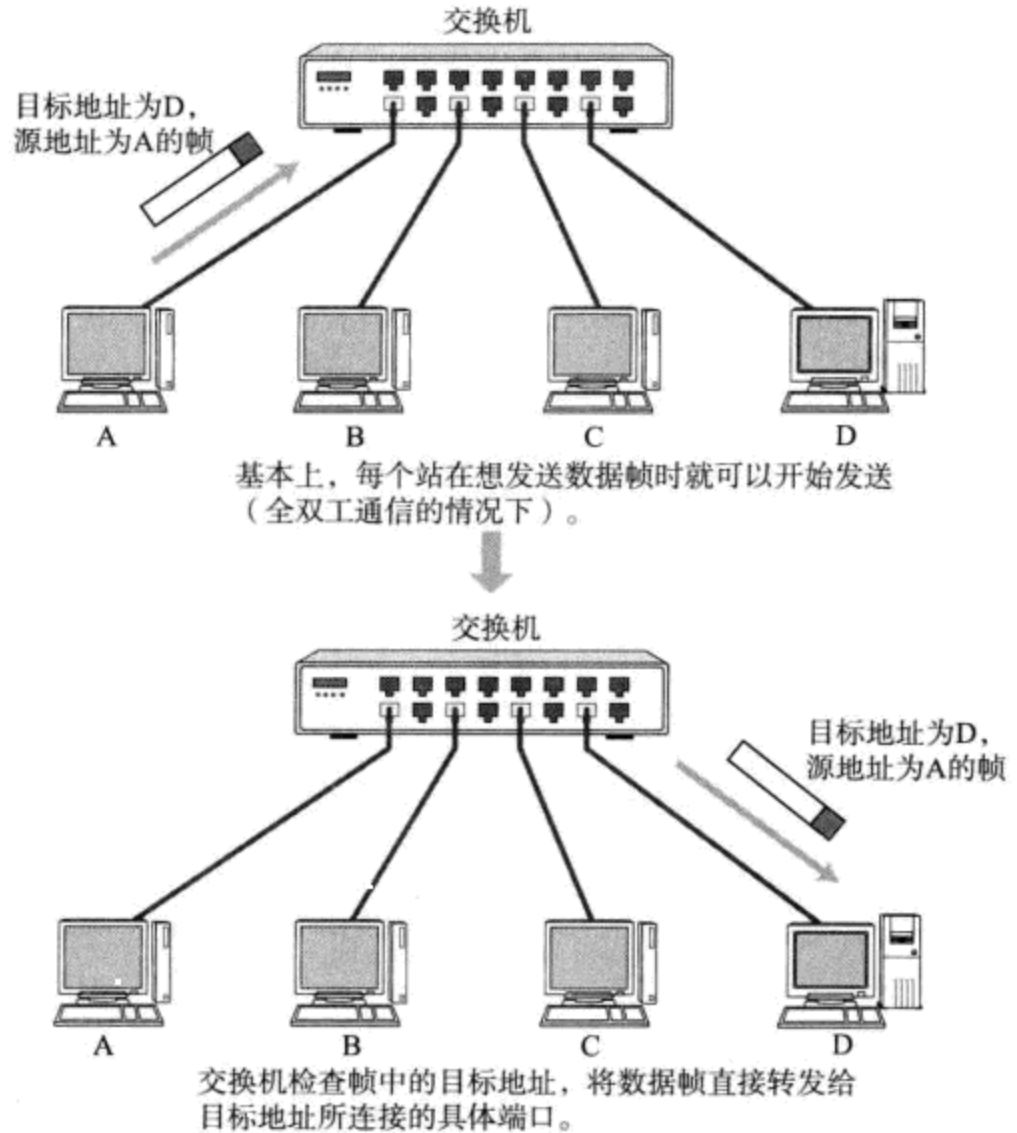 交换机
目标地址为D，
源地址为A的帧
A
B
C
D
基本上，每个站在想发送数据帧时就可以开始发送
（全双工通信的情况下）。
交换机
目标地址为D，
源地址为A的帧
A
B
C
D
交换机检查帧中的目标地址，将数据帧直接转发给
目标地址所连接的具体端口。